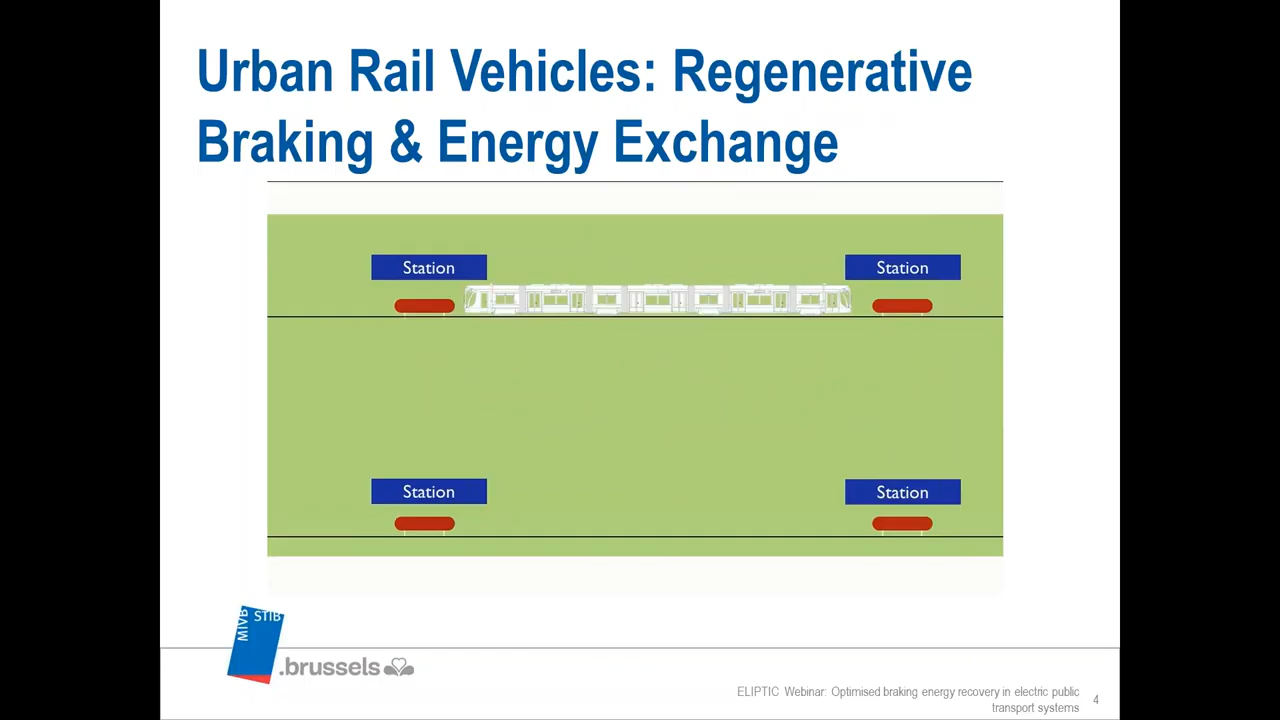 Urban Rail Vehicles: Regenerative
Braking & Energy Exchange
Station
Station
Station
Station
MIVB
STIB
.brussels
ELIPTIC Webinar: Optimised braking energy recovery in electric public
transport systems
4